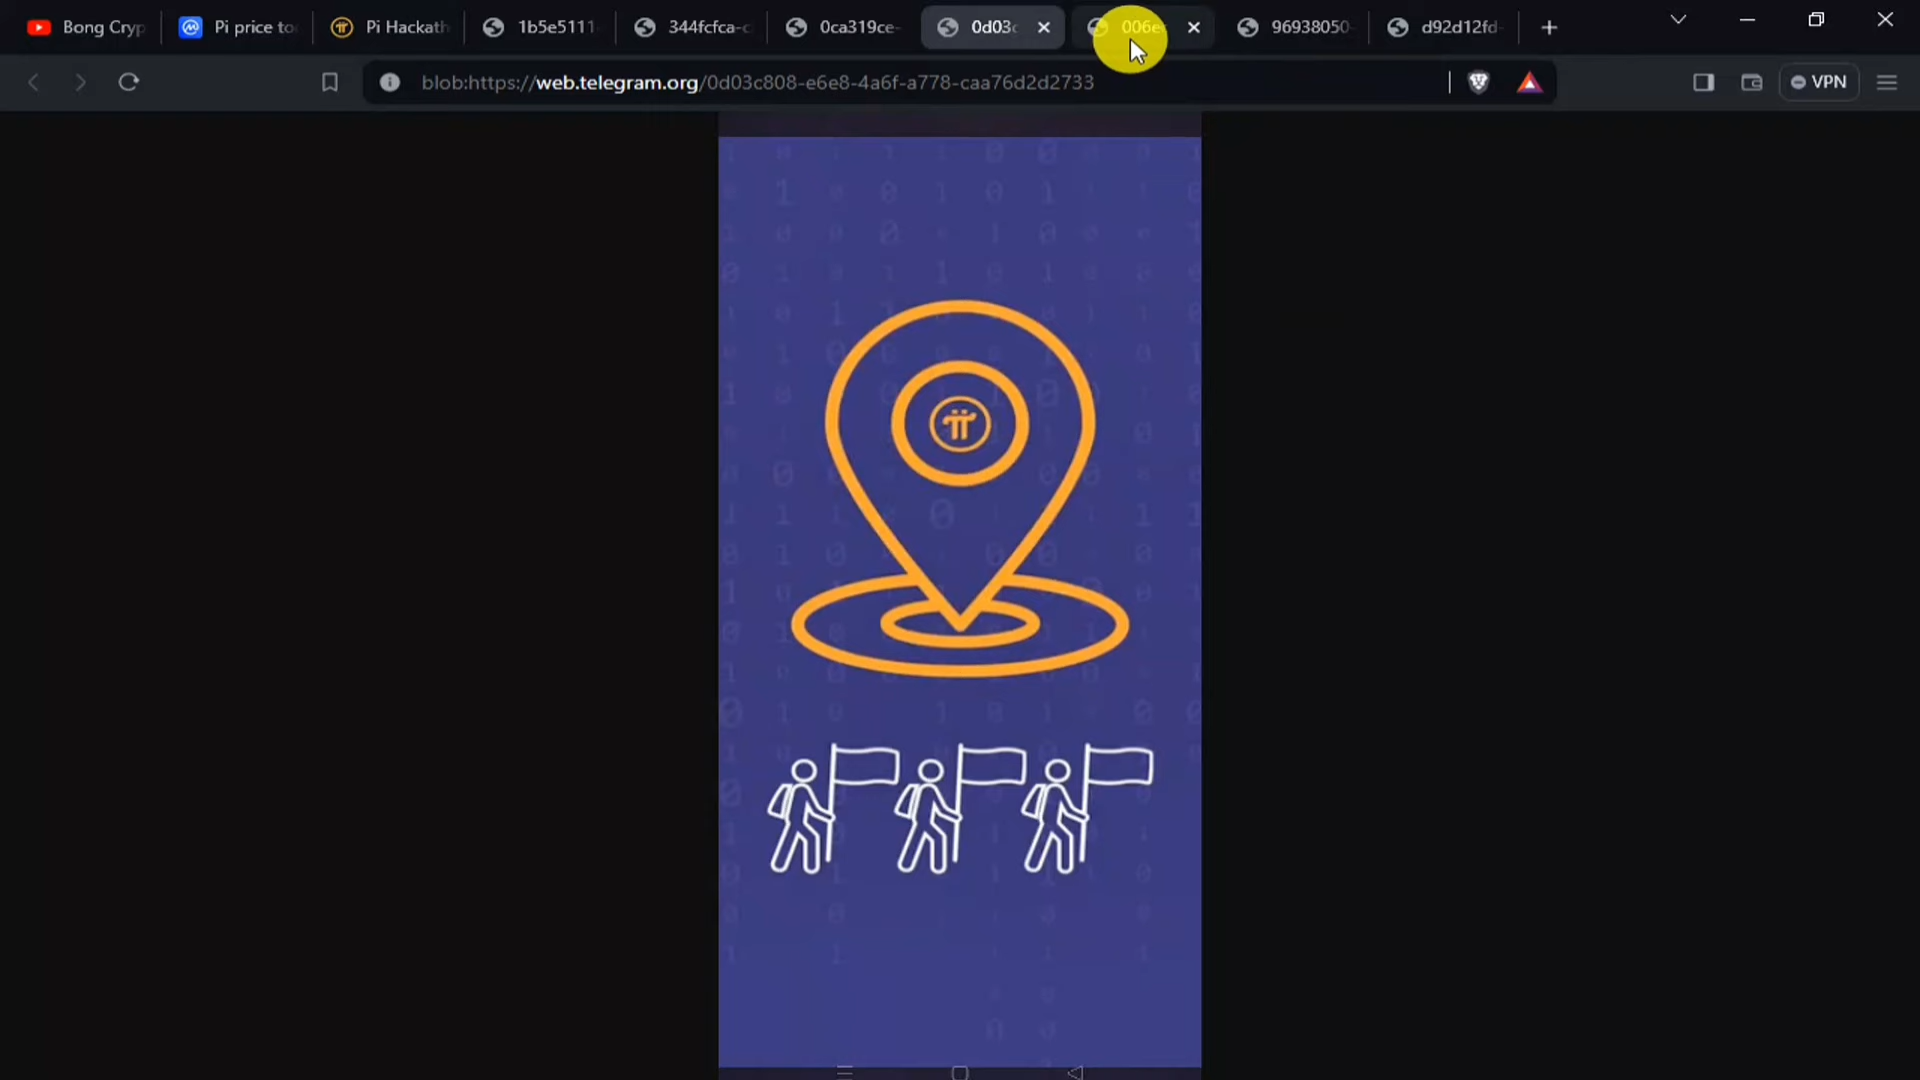 Bong Cryp
Pi price to
Pi Hackath
1b5e5111
344fcfca-c
0ca319ce-
0d03c
006e
96938050-
d92d12fd-
blob:https://web.telegram.org/0d03c808-e6e8-4a6f-a778-caa76d2d2733
VPN